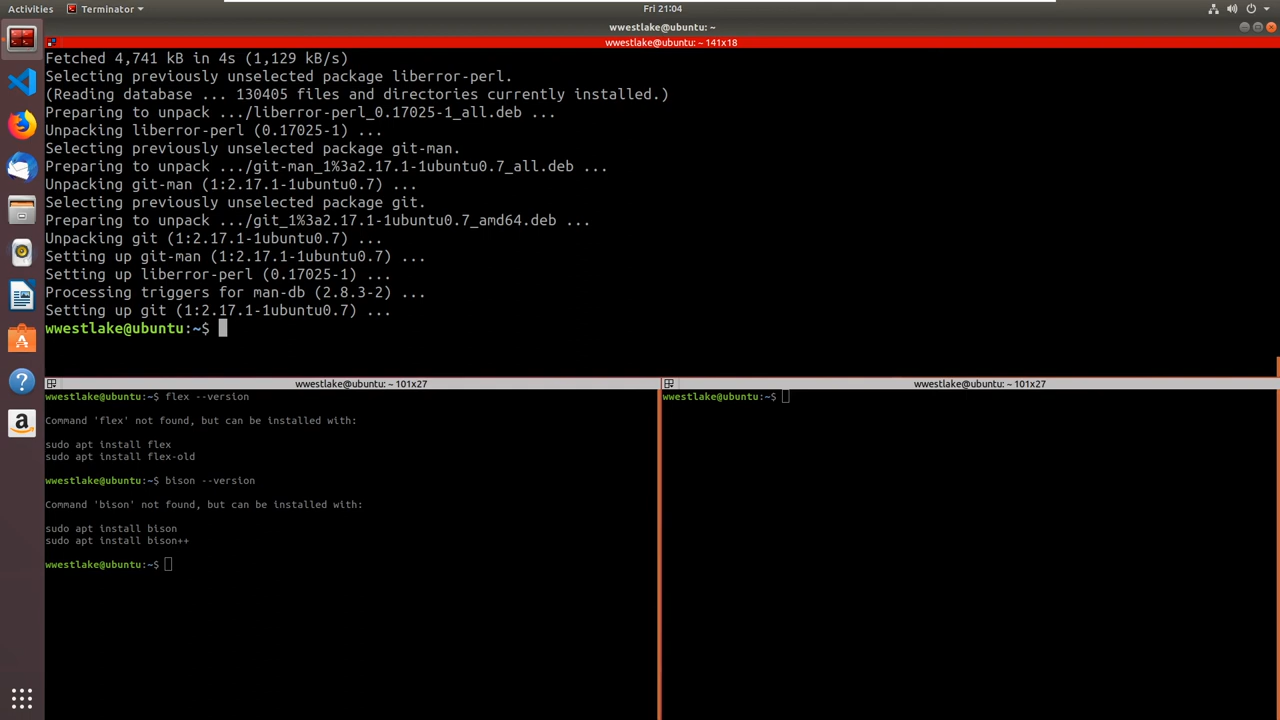 Activities
Terminator
Fri 21:04
wwestlake@ubuntu: ~
wwestlake@ubuntu: ~ 141x18
Fetched 4,741 kB in 4s (1,129 kB/s)
Selecting previously unselected package liberror-perl.
(Reading database ... 130405 files and directories currently installed.)
Preparing to unpack .../liberror-perl_0.17025-1_all.deb ...
Unpacking liberror-perl (0.17025-1) ...
Selecting previously unselected package git-man.
Preparing to unpack .../git-man_1%3a2.17.1-1ubuntu0.7_all.deb ...
Unpacking git-man (1:2.17.1-1ubuntu0.7) ...
Selecting previously unselected package git.
Preparing to unpack .../git_1%3a2.17.1-1ubuntu0.7_amd64.deb ...
Unpacking git (1:2.17.1-1ubuntu0.7) ...
Setting up git-man (1:2.17.1-1ubuntu0.7) ...
Setting up liberror-perl (0.17025-1) ...
Processing triggers for man-db (2.8.3-2) ...
Setting up git (1:2.17.1-1ubuntu0.7) ...
wwestlake@ubuntu:~$
wwestlake@ubuntu: ~ 101x27
wwestlake@ubuntu:~$ flex --version
Command 'flex' not found, but can be installed with:
sudo apt install flex
sudo apt install flex-old
wwestlake@ubuntu:~$ bison --version
Command 'bison' not found, but can be installed with:
sudo apt install bison
sudo apt install bison++
wwestlake@ubuntu:~$
wwestlake@ubuntu: ~ 101x27
wwestlake@ubuntu:~$